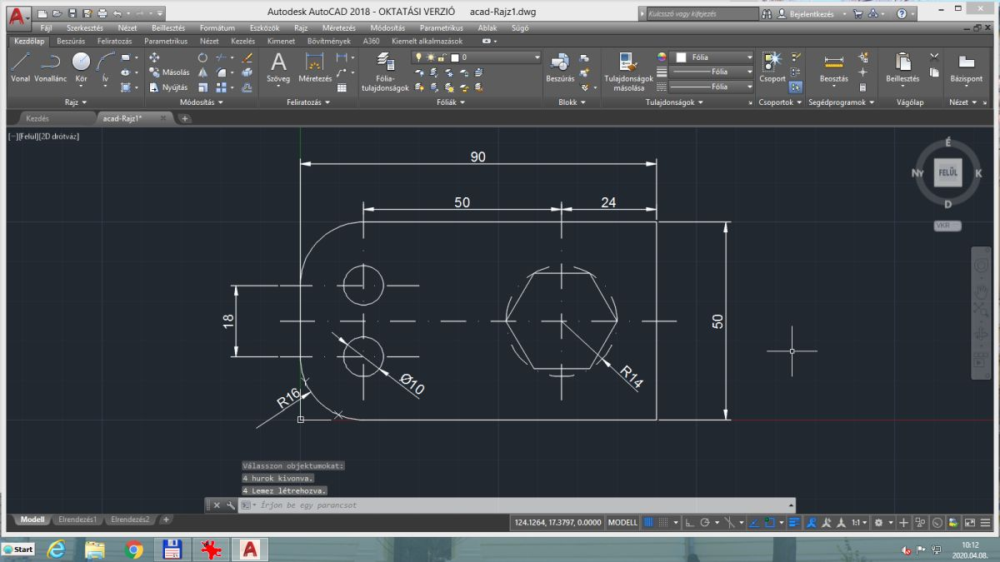 Autodesk AutoCAD 2018 - OKTATÁSI VERZIÓ acad-Rajz1.dwg
Kulcsszó vagy kifejezés
Bejelentkezés
Fájl Szerkesztés Nézet Beillesztés Formátum Eszközök Rajz Méretezés Módosítás Parametrikus Ablak Súgó
Kezdőlap Beszúrás Feliratozás Parametrikus Nézet Kezelés Kimenet Bővítmények A360 Kiemelt alkalmazások
Vonal Vonallánc Kör Ív
Másolás
Nyújtás
Szöveg Méretezés
Fólia-
tulajdonságok
0
Beszúrás
Tulajdonságok
másolása
Fólia
Fólia
Fólia
Csoport
Beosztás
Beillesztés
Bázispont
Rajz Módosítás Feliratozás Fóliák Blokk Tulajdonságok Csoportok Segédprogramok Vágólap Nézet
Kezdés acad-Rajz1*
[−][Felül][2D drótváz]
É
Ny FELÜL K
D
VKR
90
50 24
18
50
R16
Ø10
R14
Válasszon objektumokat:
4 hurok kivonva.
4 Lemez létrehozva.
Írjon be egy parancsot
Modell Elrendezés1 Elrendezés2 +
124.1264, 17.3797, 0.0000 MODELL 1:1
Start
10:12
2020.04.08.